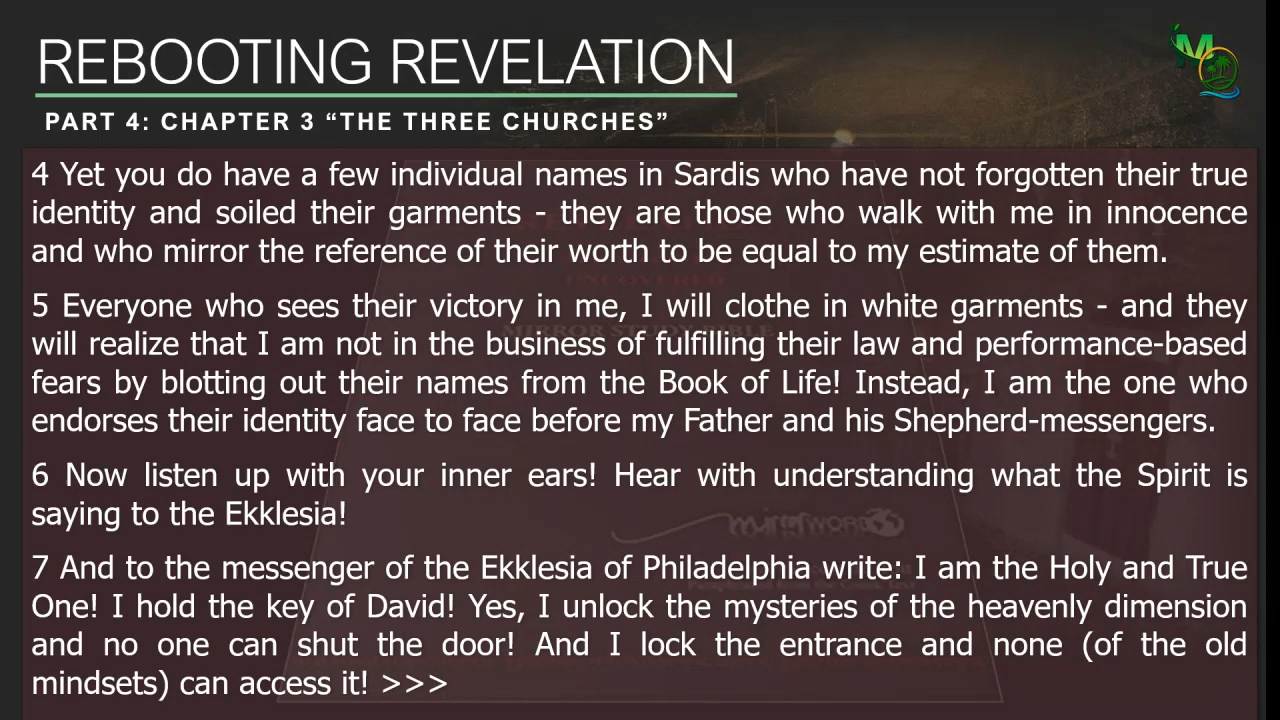 REBOOTING REVELATION
MO
PART 4: CHAPTER 3 “THE THREE CHURCHES”
4 Yet you do have a few individual names in Sardis who have not forgotten their true
identity and soiled their garments - they are those who walk with me in innocence
and who mirror the reference of their worth to be equal to my estimate of them.
5 Everyone who sees their victory in me, I will clothe in white garments - and they
will realize that I am not in the business of fulfilling their law and performance-based
fears by blotting out their names from the Book of Life! Instead, I am the one who
endorses their identity face to face before my Father and his Shepherd-messengers.
6 Now listen up with your inner ears! Hear with understanding what the Spirit is
saying to the Ekklesia!
7 And to the messenger of the Ekklesia of Philadelphia write: I am the Holy and True
One! I hold the key of David! Yes, I unlock the mysteries of the heavenly dimension
and no one can shut the door! And I lock the entrance and none (of the old
mindsets) can access it! >>>
UNCOVERED
MIRROR STUDY BIBLE
mirrorWORD